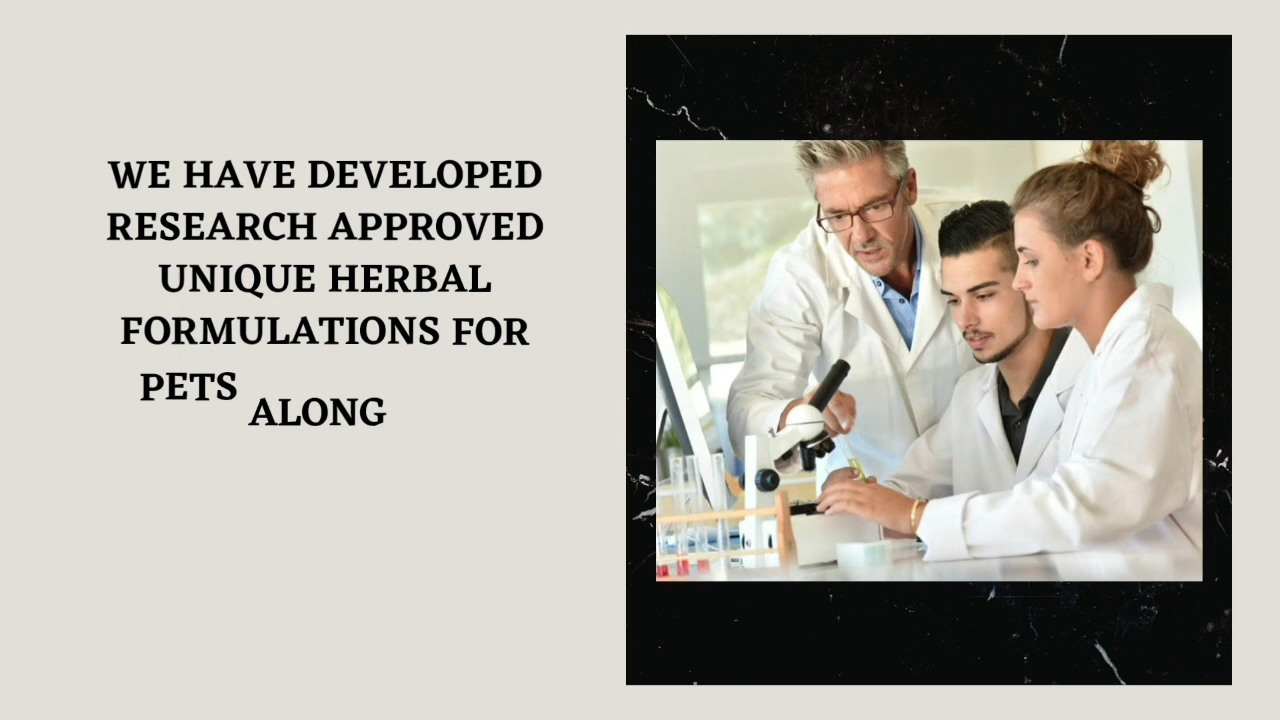 WE HAVE DEVELOPED
RESEARCH APPROVED
UNIQUE HERBAL
FORMULATIONS FOR
PETS ALONG